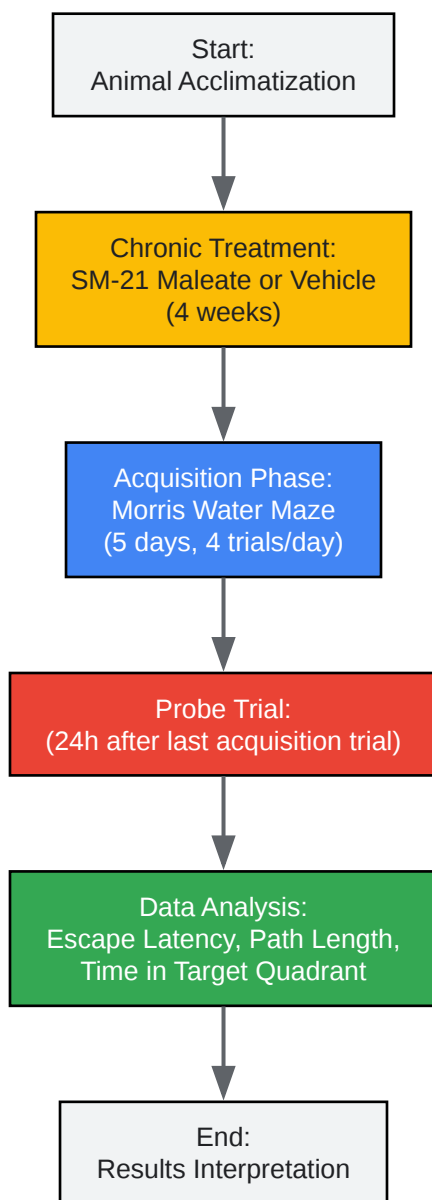 Start:
Animal Acclimatization
Chronic Treatment:
SM-21 Maleate or Vehicle
(4 weeks)
Acquisition Phase:
Morris Water Maze
(5 days, 4 trials/day)
Probe Trial:
(24h after last acquisition trial)
Data Analysis:
Escape Latency, Path Length,
Time in Target Quadrant
End:
Results Interpretation